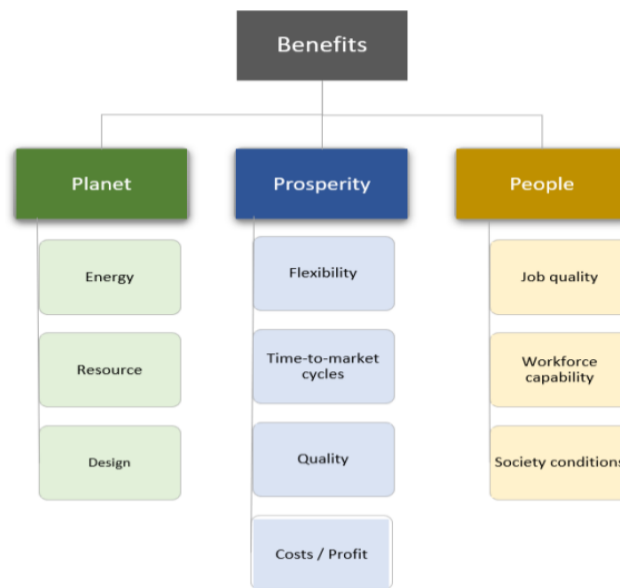 Benefits
Planet
Prosperity
People
Energy
Resource
Design
Flexibility
Time-to-market
cycles
Quality
Costs / Profit
Job quality
Workforce
capability
Society conditions